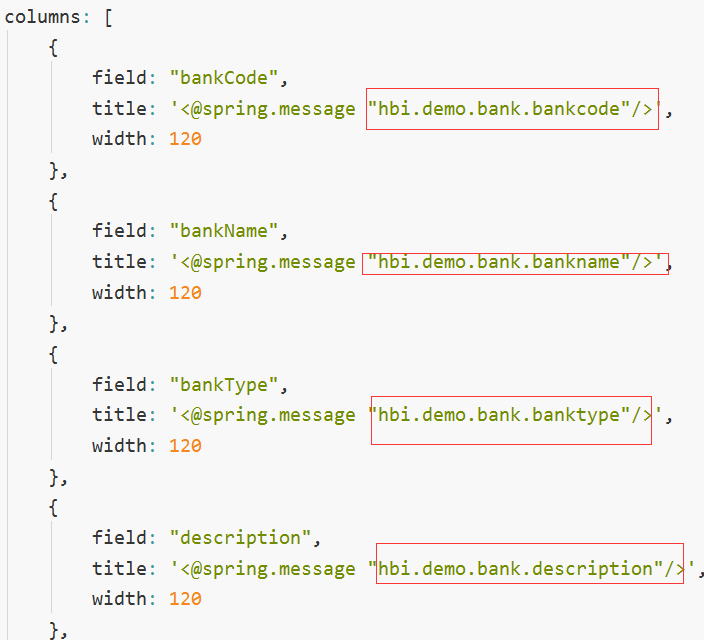 columns: [
{
field: "bankCode",
title: '<@spring.message "hbi.demo.bank.bankcode"/>',
width: 120
},
{
field: "bankName",
title: '<@spring.message "hbi.demo.bank.bankname"/>',
width: 120
},
{
field: "bankType",
title: '<@spring.message "hbi.demo.bank.banktype"/>',
width: 120
},
{
field: "description",
title: '<@spring.message "hbi.demo.bank.description"/>',
width: 120
},